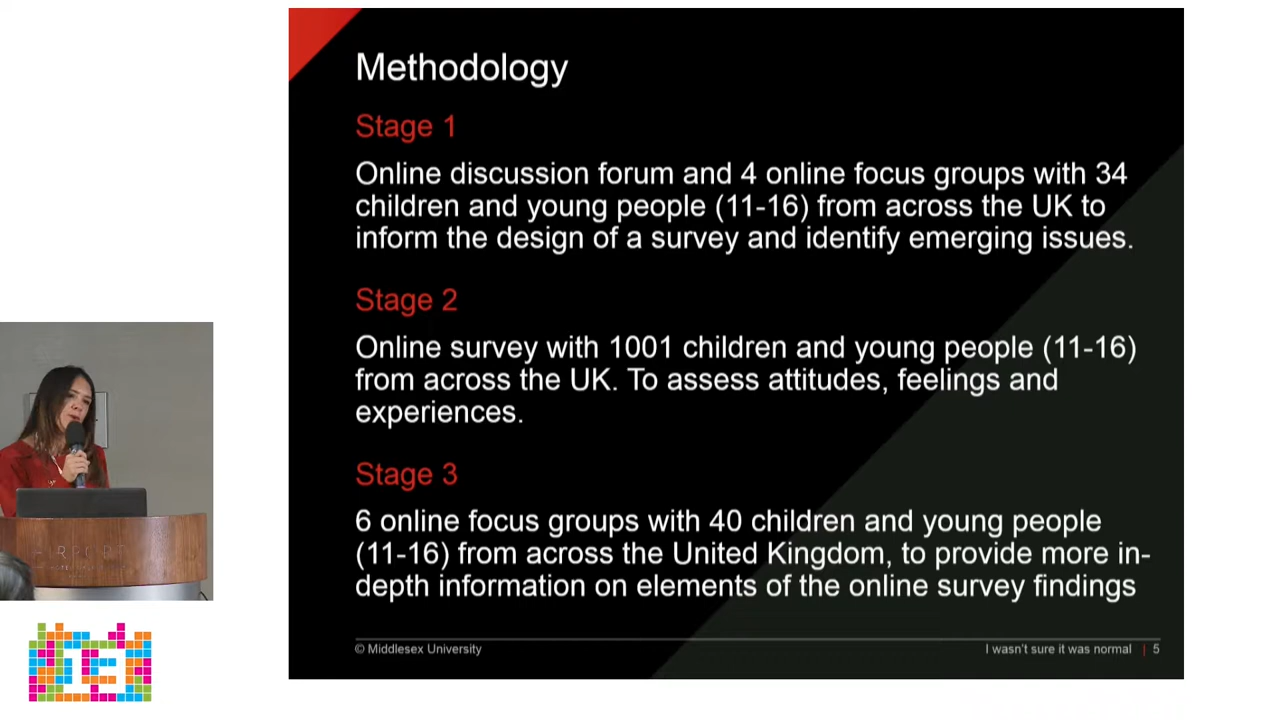 Methodology
Stage 1
Online discussion forum and 4 online focus groups with 34
children and young people (11-16) from across the UK to
inform the design of a survey and identify emerging issues.
Stage 2
Online survey with 1001 children and young people (11-16)
from across the UK. To assess attitudes, feelings and
experiences.
Stage 3
6 online focus groups with 40 children and young people
(11-16) from across the United Kingdom, to provide more in-
depth information on elements of the online survey findings
© Middlesex University
I wasn't sure it was normal | 5
AIRPORT